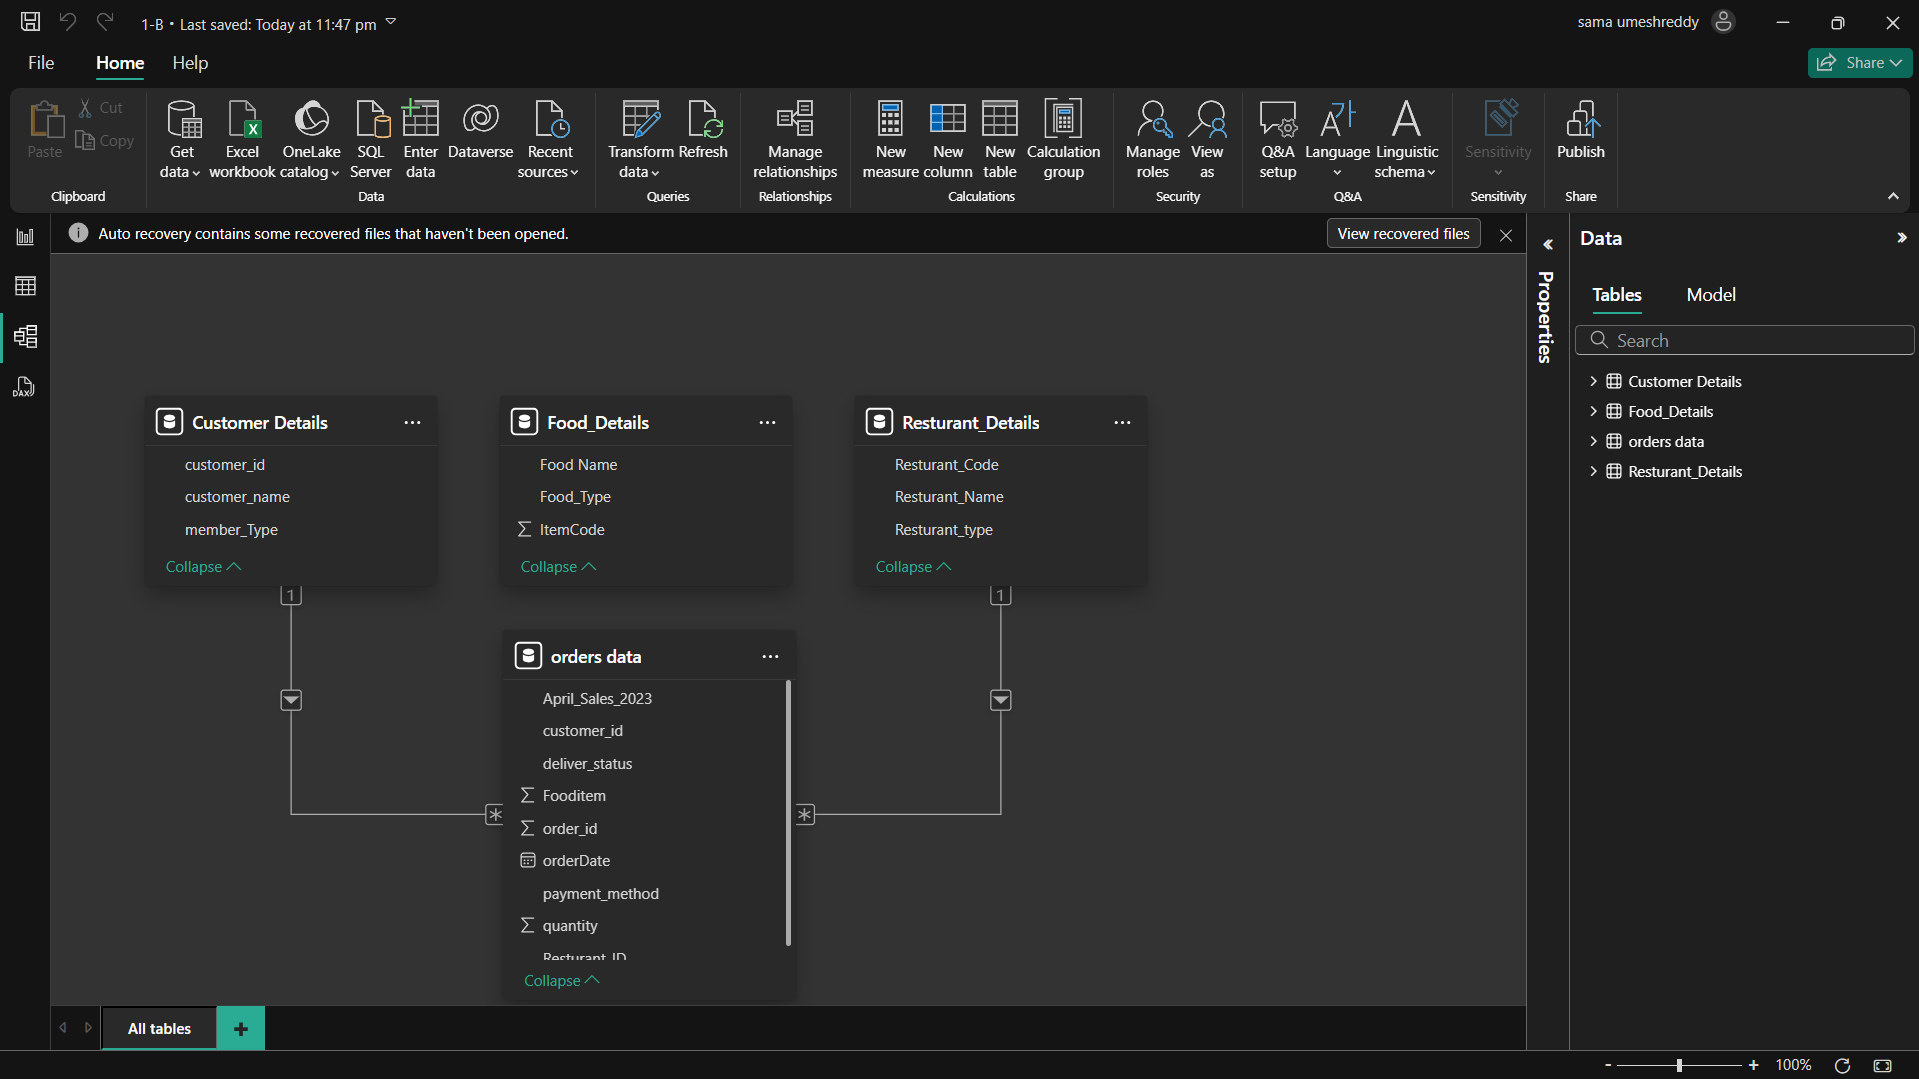 1-B • Last saved: Today at 11:47 pm
sama umeshreddy
File
Home
Help
Share
Paste
Cut
Copy
Clipboard
Get data
Excel workbook
OneLake catalog
SQL Server
Enter data
Dataverse
Recent sources
Data
Transform data
Refresh
Queries
Manage relationships
Relationships
New measure
New column
New table
Calculation group
Calculations
Manage roles
View as
Security
Q&A setup
Language
Linguistic schema
Q&A
Sensitivity
Sensitivity
Publish
Share
Auto recovery contains some recovered files that haven't been opened.
View recovered files
DAX
Customer Details
customer_id
customer_name
member_Type
Collapse
1
Food_Details
Food Name
Food_Type
∑ ItemCode
Collapse
Resturant_Details
Resturant_Code
Resturant_Name
Resturant_type
Collapse
1
orders data
April_Sales_2023
customer_id
deliver_status
∑ Fooditem
∑ order_id
orderDate
payment_method
∑ quantity
Resturant_ID
Collapse
*
*
Properties
Data
Tables
Model
Search
Customer Details
Food_Details
orders data
Resturant_Details
All tables
+
- + 100%